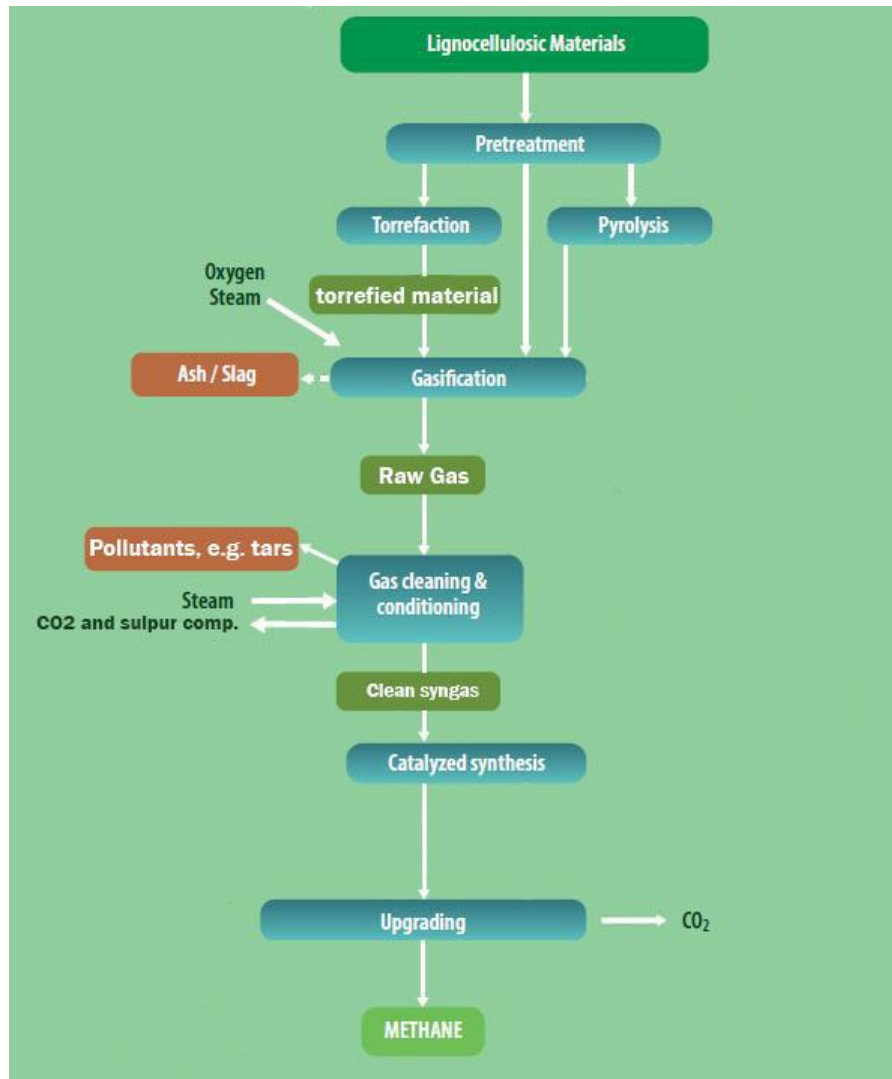 Lignocellulosic Materials
Pretreatment
Torrefaction
Pyrolysis
Oxygen
Steam
torrefied material
Ash / Slag
Gasification
Raw Gas
Pollutants, e.g. tars
Gas cleaning &
conditioning
Steam
CO2 and sulpur comp.
Clean syngas
Catalyzed synthesis
Upgrading
CO₂
METHANE